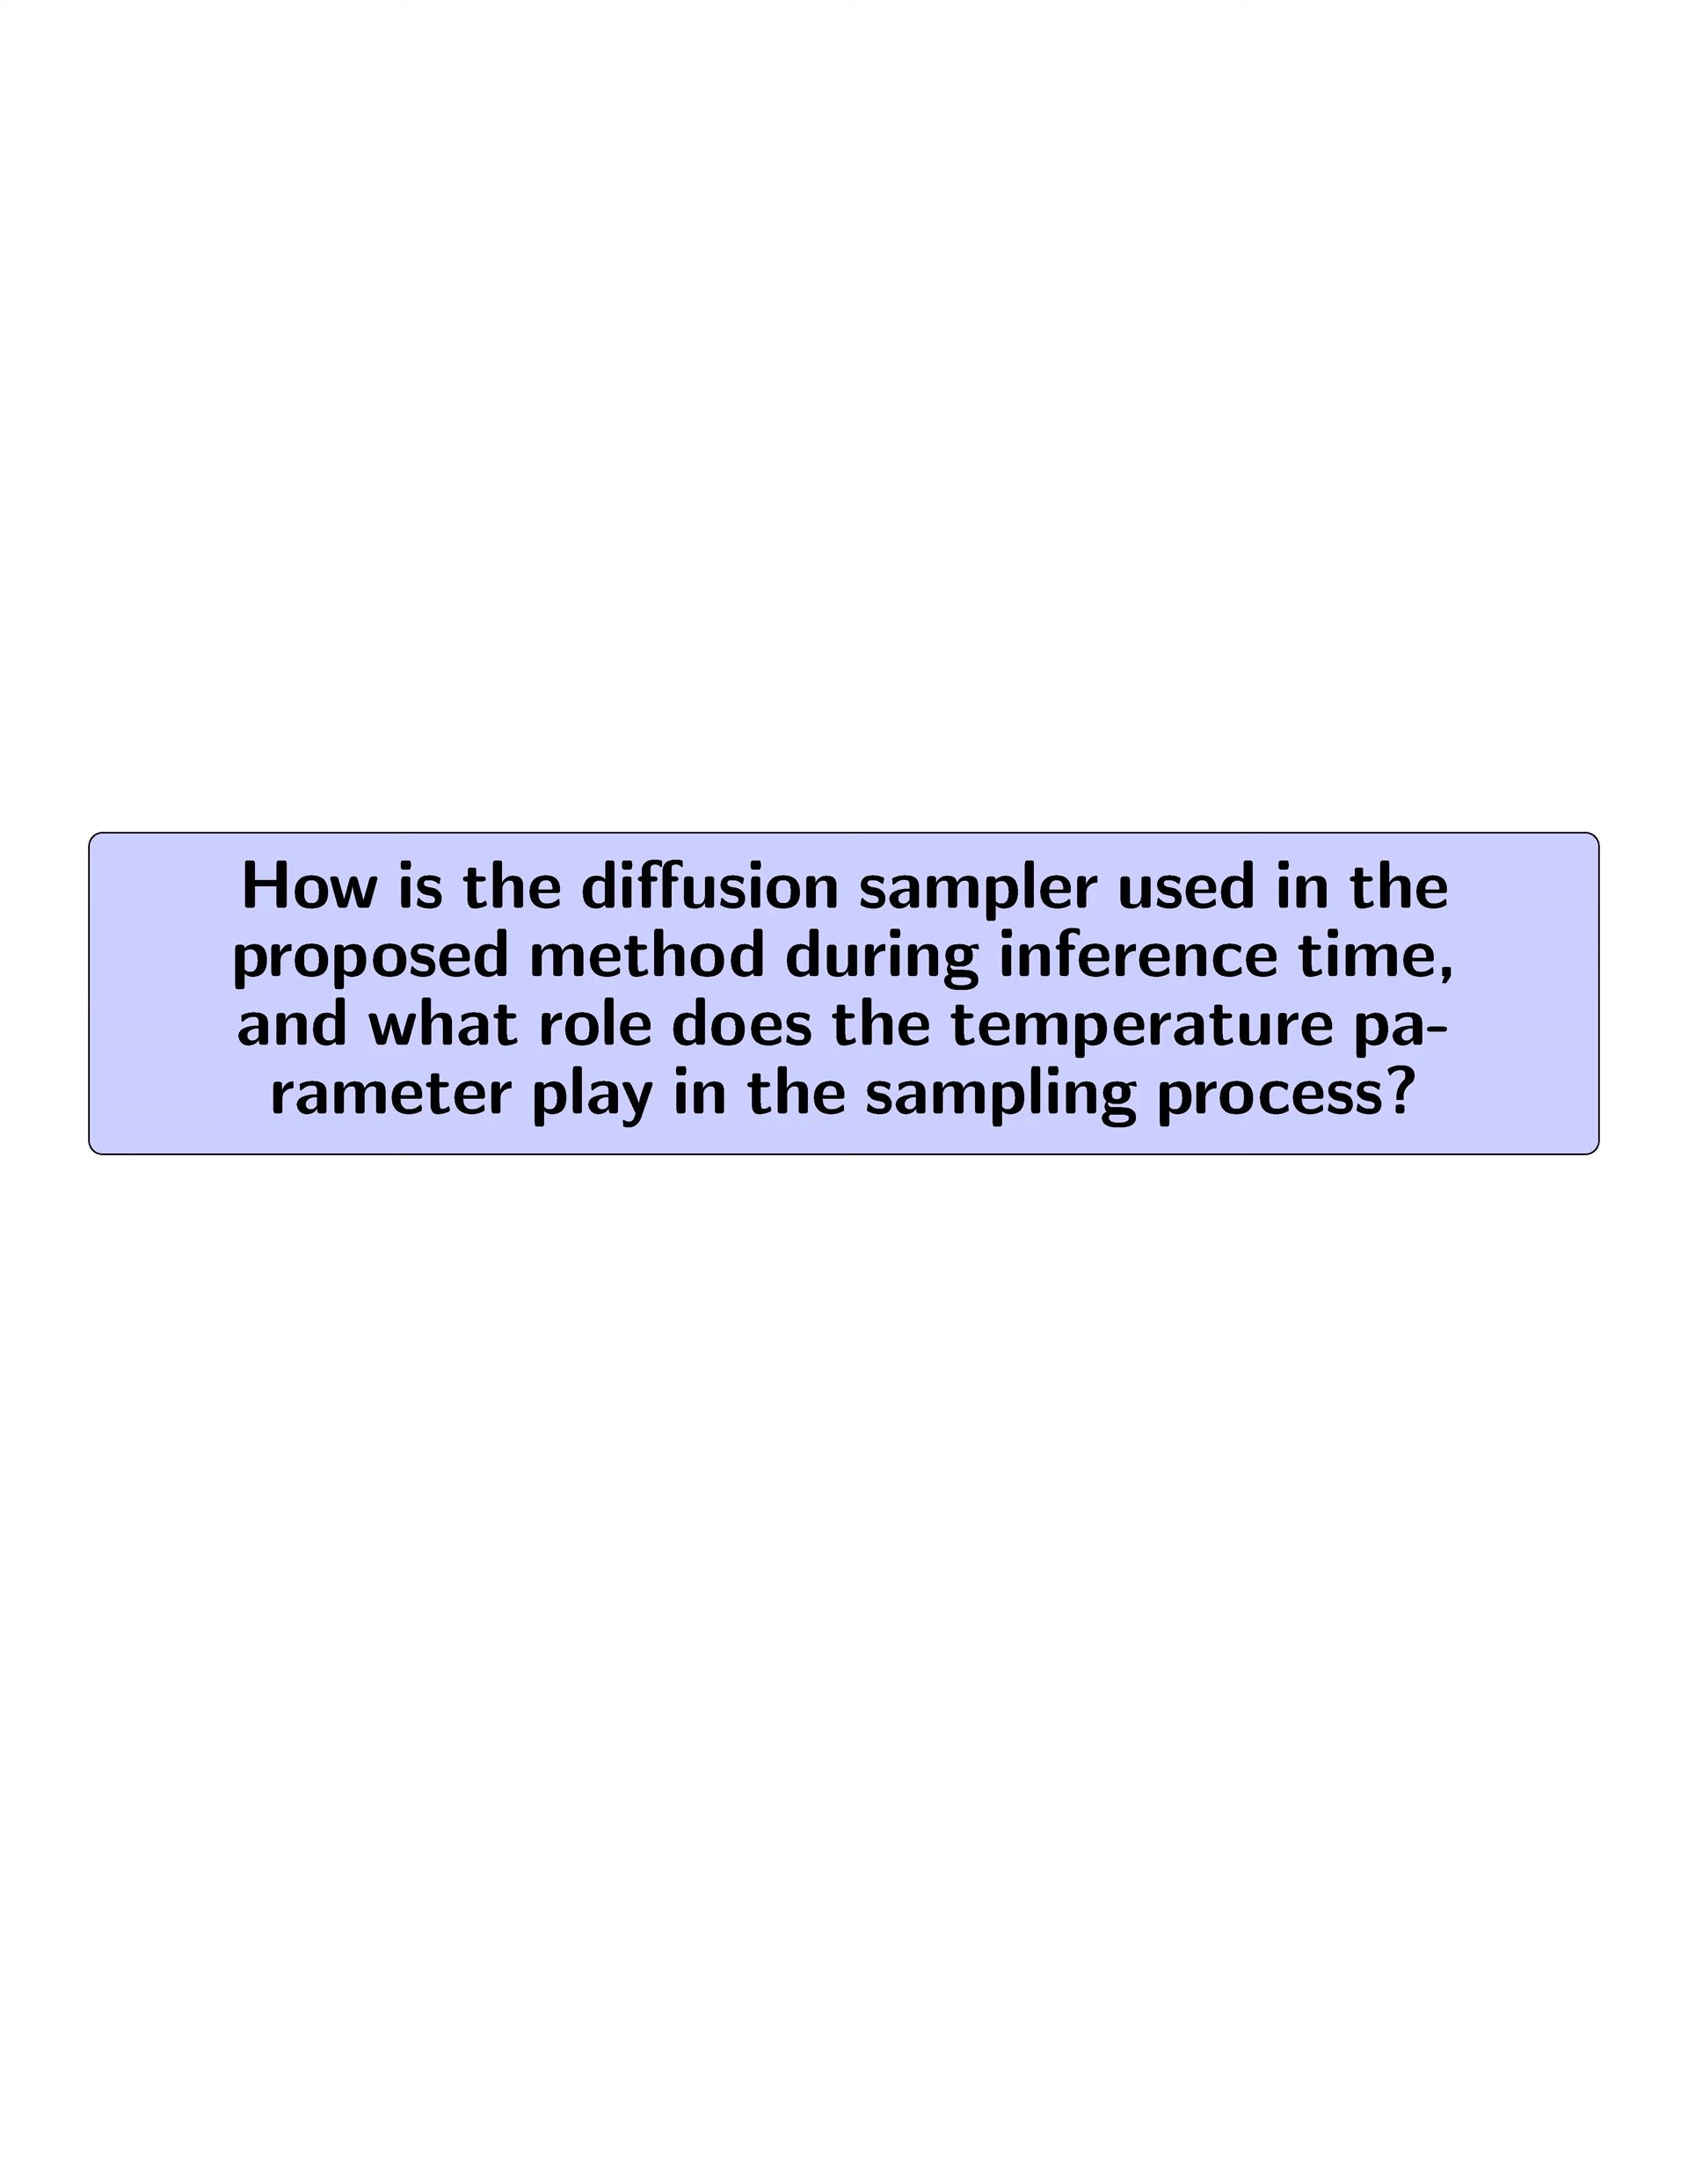 How is the diffusion sampler used in the
proposed method during inference time,
and what role does the temperature pa-
rameter play in the sampling process?